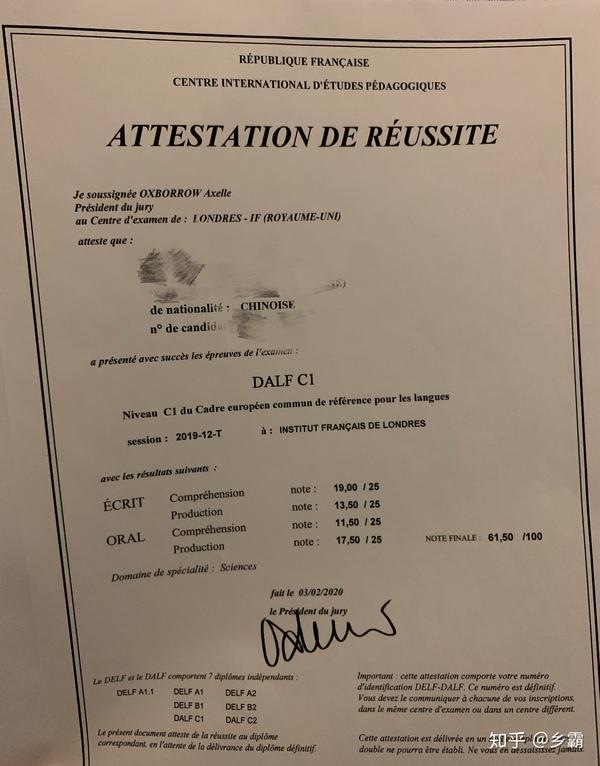 RÉPUBLIQUE FRANÇAISE
CENTRE INTERNATIONAL D'ÉTUDES PÉDAGOGIQUES
ATTESTATION DE RÉUSSITE
Je soussignée OXBORROW Axelle
Président du jury
au Centre d'examen de : LONDRES - IF (ROYAUME-UNI)
atteste que :
de nationalité : CHINOISE
n° de
a présenté avec succès les épreuves de l'examen :
DALF C1
Niveau C1 du Cadre européen commun de référence pour les langues
session : 2019-12-T à : INSTITUT FRANÇAIS DE LONDRES
avec les résultats suivants :
ÉCRIT Compréhension note : 19,00 / 25
Production note : 13,50 / 25
ORAL Compréhension note : 11,50 / 25
Production note : 17,50 / 25 NOTE FINALE : 61,50 /100
Domaine de spécialité : Sciences
fait le 03/02/2020
le Président du jury
Le DELF et le DALF comportent 7 diplômes indépendants :
DELF A1.1 DELF A1 DELF A2
DELF B1 DELF B2
DALF C1 DALF C2
Le présent document atteste de la réussite au diplôme
correspondant, en l'attente de la délivrance du diplôme définitif.
Important : cette attestation comporte votre numéro
d'identification DELF-DALF. Ce numéro est définitif.
Vous devez le communiquer à chacune de vos inscriptions,
dans le même centre d'examen ou dans un centre différent.
Cette attestation est délivrée en un
double ne pourra être établi. Ne vous en dessaisissez jamais.
知乎 @乡霸